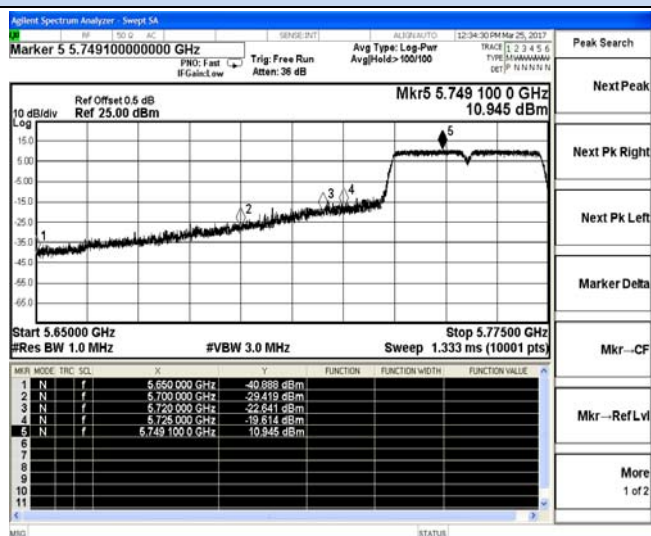 Agilent Spectrum Analyzer - Swept SA
RF 50 Ω AC SENSE:INT ALIGN AUTO 12:34:30 PM Mar 25, 2017
Marker 5 5.749100000000 GHz
PNO: Fast
IFGain:Low
Trig: Free Run
Atten: 36 dB
Avg Type: Log-Pwr
Avg|Hold:>100/100
TRACE 1 2 3 4 5 6
TYPE M
DET P N N N N N
Peak Search
Next Peak
Next Pk Right
Next Pk Left
Marker Delta
Mkr→CF
Mkr→Ref Lvl
More
1 of 2
Ref Offset 0.5 dB
10 dB/div Ref 25.00 dBm
Log
Mkr5 5.749 100 0 GHz
10.945 dBm
15.0
5.00
-5.00
-15.0
-25.0
-35.0
-45.0
-55.0
-65.0
1
2
3
4
5
Start 5.65000 GHz
Stop 5.77500 GHz
#Res BW 1.0 MHz
#VBW 3.0 MHz
Sweep 1.333 ms (10001 pts)
MKR MODE TRC SCL X Y FUNCTION FUNCTION WIDTH FUNCTION VALUE
1 N f 5.650 000 GHz -40.888 dBm
2 N f 5.700 000 GHz -29.419 dBm
3 N f 5.720 000 GHz -22.641 dBm
4 N f 5.725 000 GHz -19.614 dBm
5 N f 5.749 100 0 GHz 10.945 dBm
6
7
8
9
10
11
MSG
STATUS